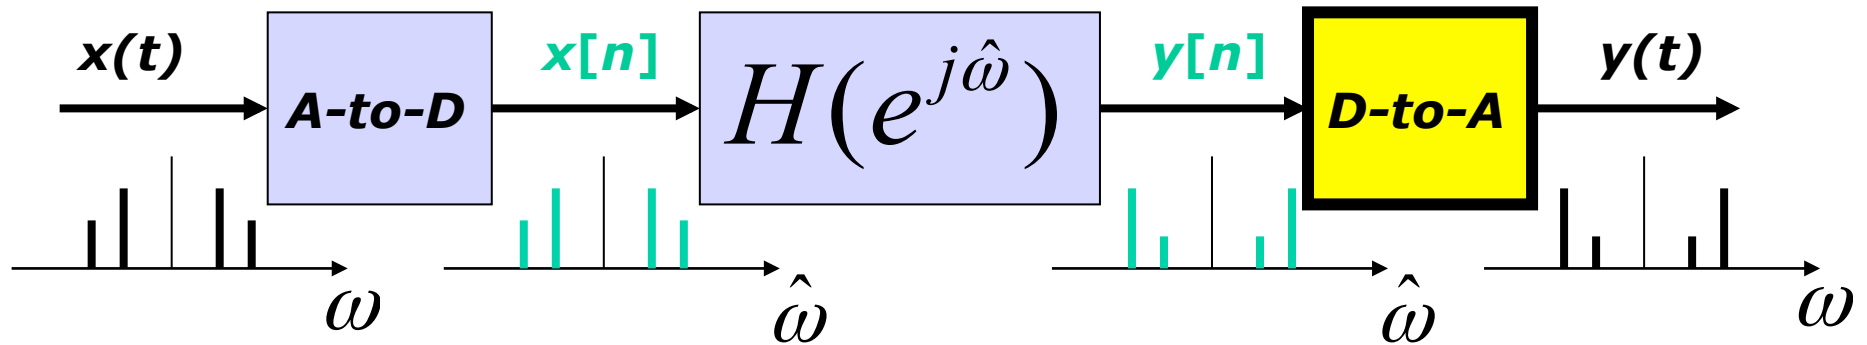 x(t) x[n] y[n] y(t)
A-to-D H(e^{jω̂}) D-to-A
ω ω̂ ω̂ ω